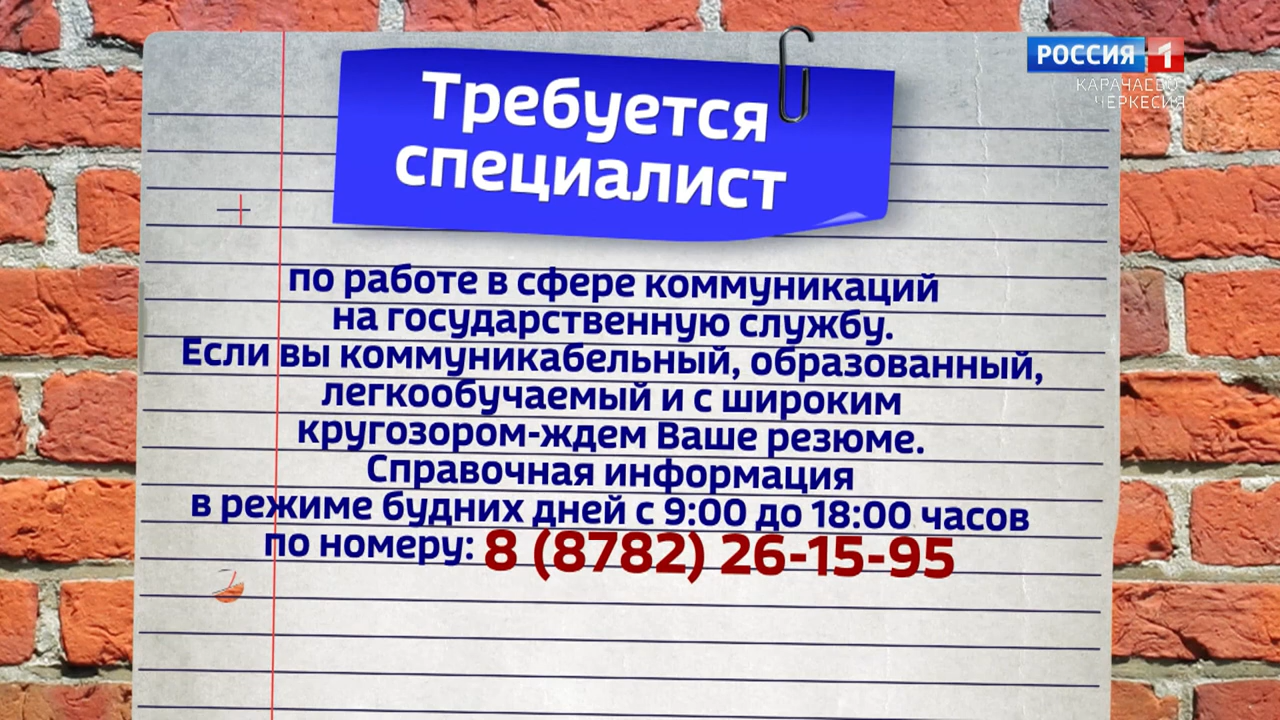 РОССИЯ 1
КАРАЧАЕВО-
ЧЕРКЕСИЯ
Требуется
специалист
по работе в сфере коммуникаций
на государственную службу.
Если вы коммуникабельный, образованный,
легкообучаемый и с широким
кругозором-ждем Ваше резюме.
Справочная информация
в режиме будних дней с 9:00 до 18:00 часов
по номеру: 8 (8782) 26-15-95